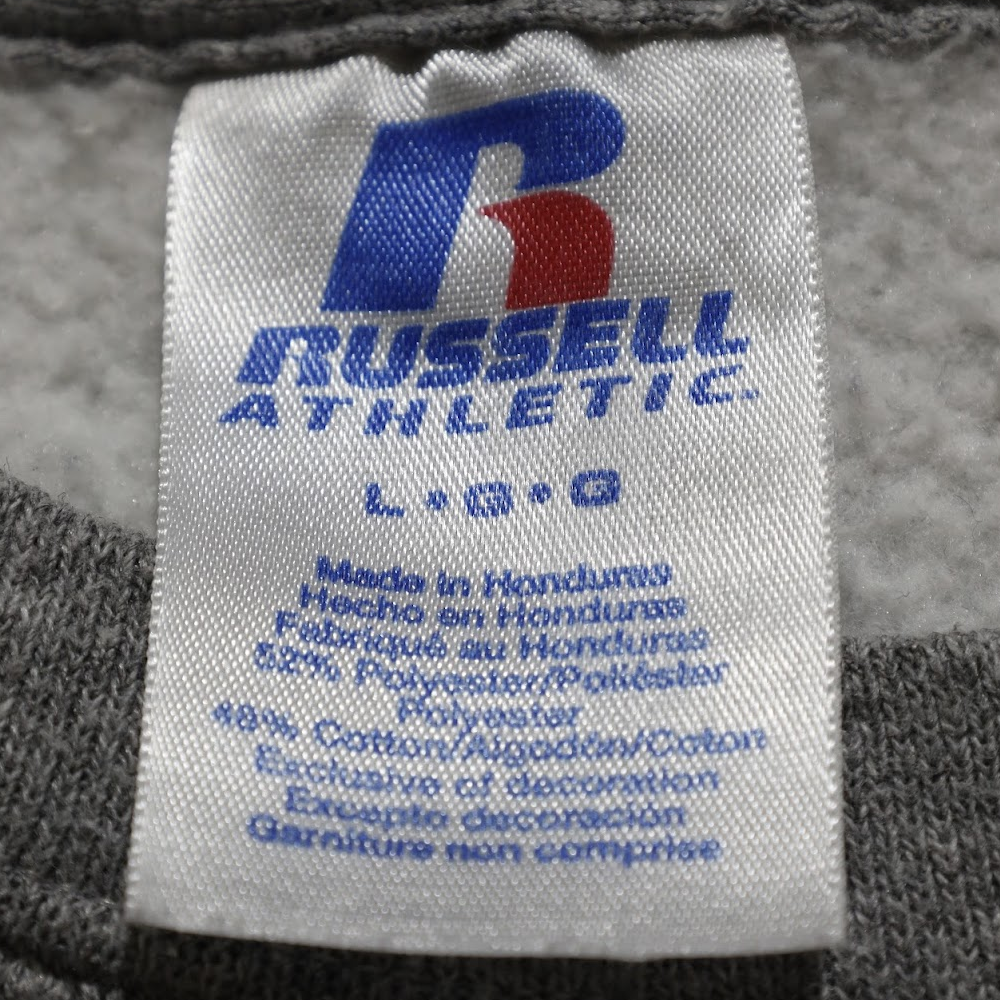 R
RUSSELL
ATHLETIC
L•G•G
Made in Honduras
Hecho en Honduras
Fabriqué au Honduras
52% Polyester/Poliéster
Polyester
48% Cotton/Algodón/Coton
Exclusive of decoration
Excepto decoración
Garniture non comprise